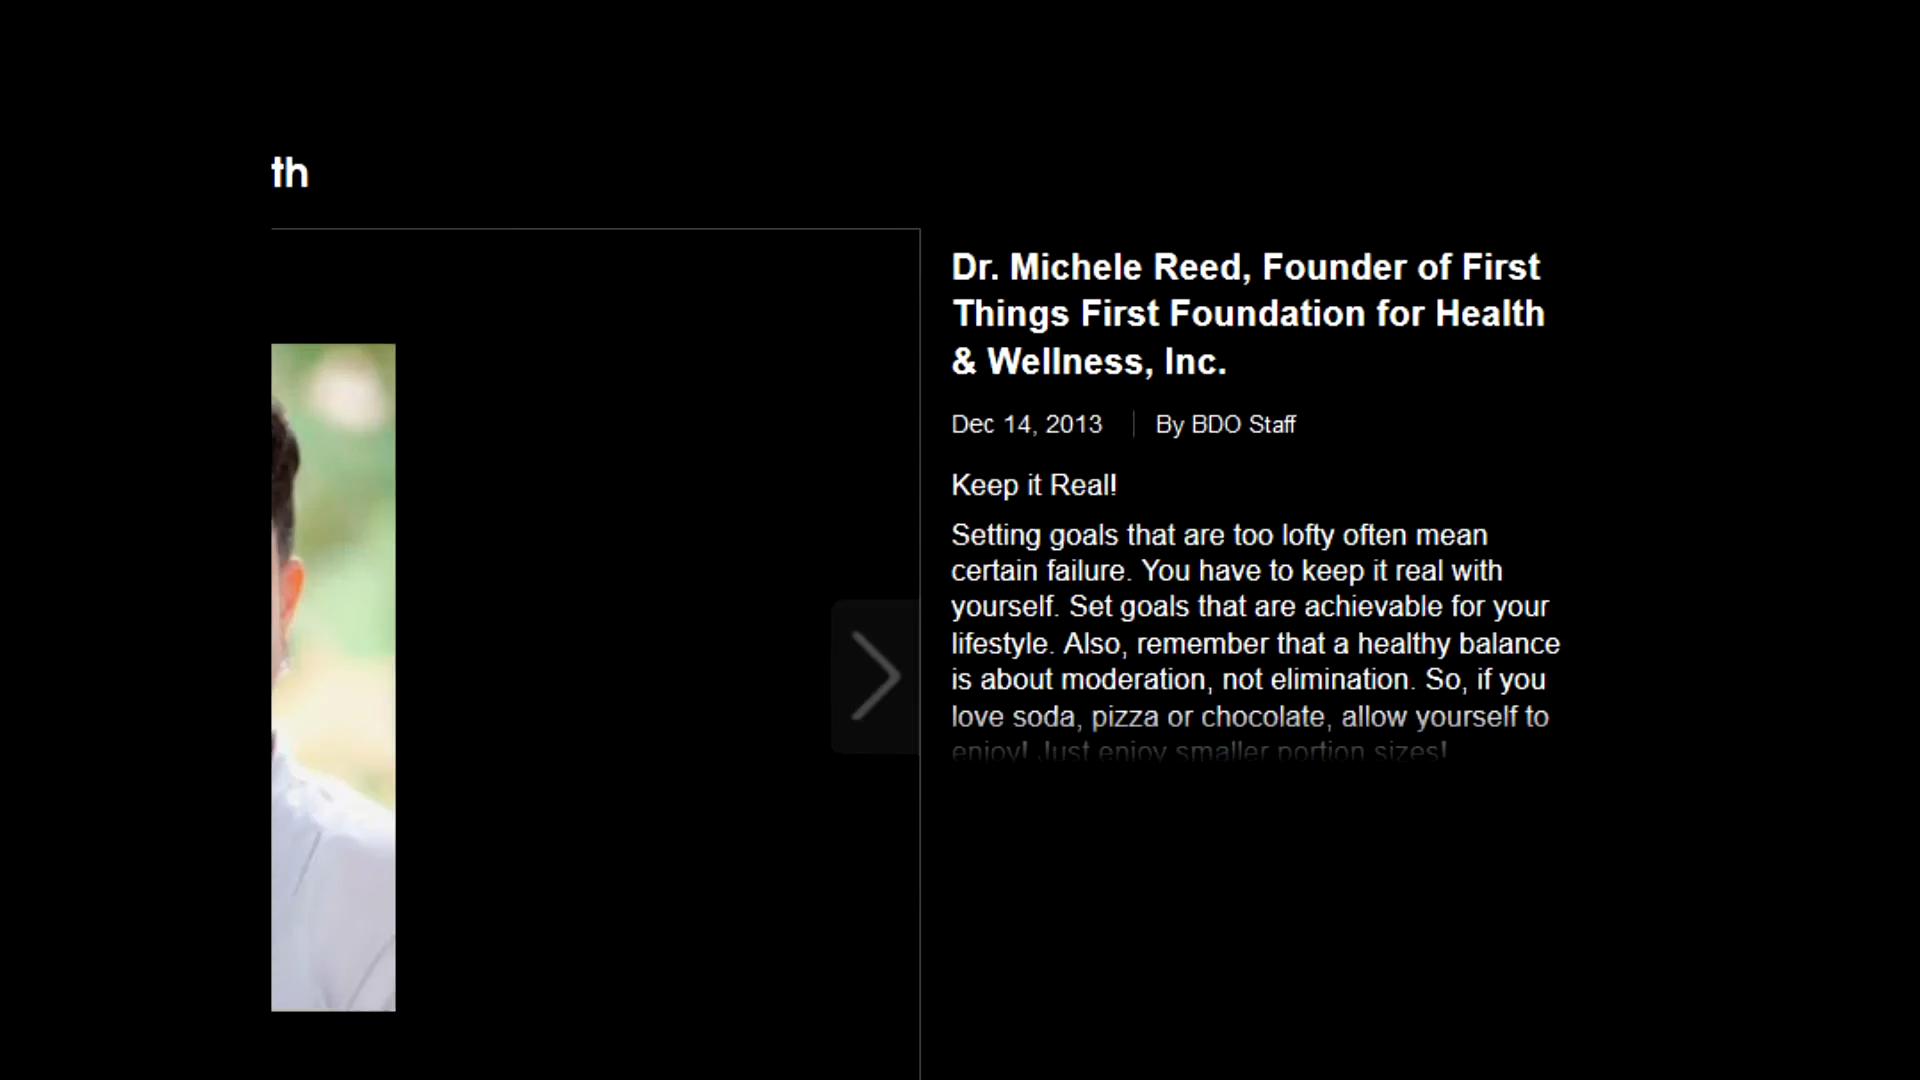 th
Dr. Michele Reed, Founder of First
Things First Foundation for Health
& Wellness, Inc.
Dec 14, 2013 By BDO Staff
Keep it Real!
Setting goals that are too lofty often mean
certain failure. You have to keep it real with
yourself. Set goals that are achievable for your
lifestyle. Also, remember that a healthy balance
is about moderation, not elimination. So, if you
love soda, pizza or chocolate, allow yourself to
enjoy! Just enjoy smaller portion sizes!